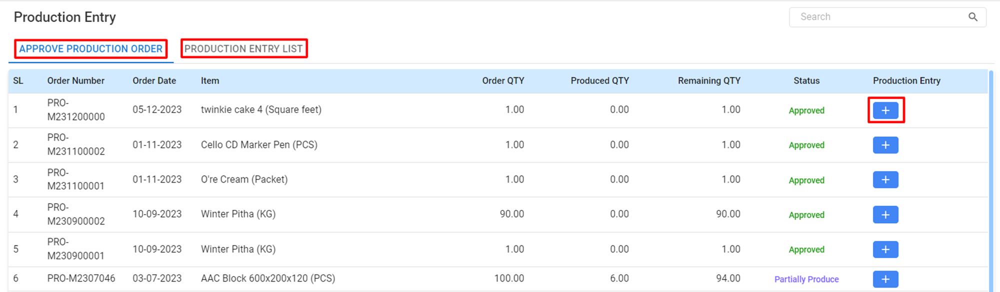 Production Entry
Search
APPROVE PRODUCTION ORDER PRODUCTION ENTRY LIST
SL Order Number Order Date Item Order QTY Produced QTY Remaining QTY Status Production Entry
1 PRO-M231200000 05-12-2023 twinkie cake 4 (Square feet) 1.00 0.00 1.00 Approved +
2 PRO-M231100002 01-11-2023 Cello CD Marker Pen (PCS) 1.00 0.00 1.00 Approved +
3 PRO-M231100001 01-11-2023 O're Cream (Packet) 1.00 0.00 1.00 Approved +
4 PRO-M230900002 10-09-2023 Winter Pitha (KG) 90.00 0.00 90.00 Approved +
5 PRO-M230900001 10-09-2023 Winter Pitha (KG) 1.00 0.00 1.00 Approved +
6 PRO-M2307046 03-07-2023 AAC Block 600x200x120 (PCS) 100.00 6.00 94.00 Partially Produce +